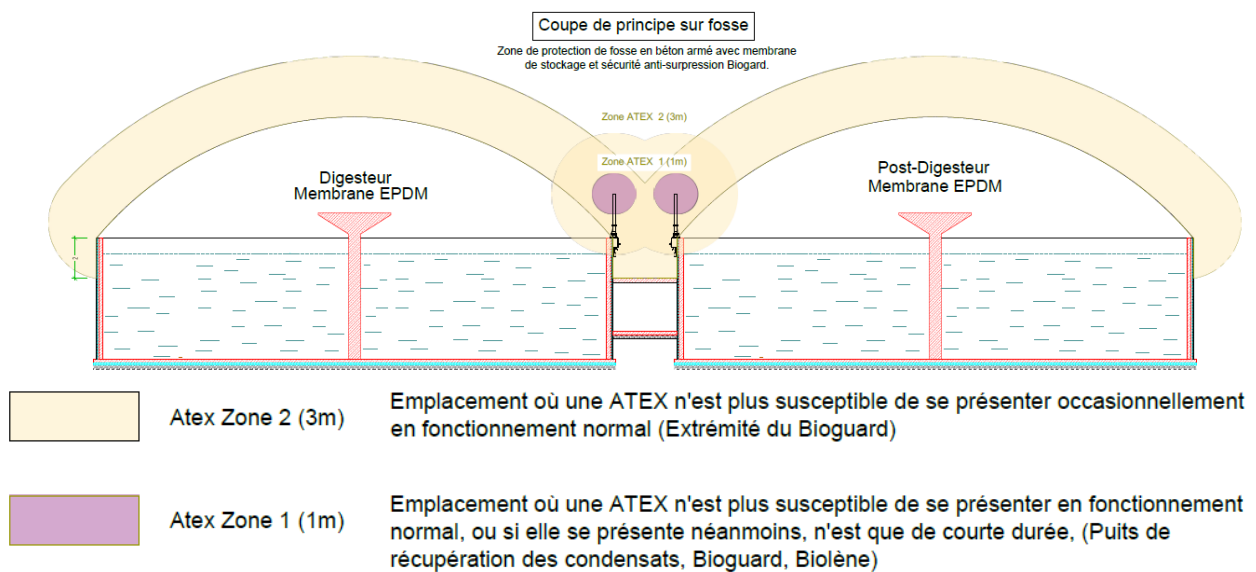 Coupe de principe sur fosse
Zone de protection de fosse en béton armé avec membrane
de stockage et sécurité anti-surpression Biogard.
Zone ATEX 2 (3m)
Zone ATEX 1 (1m)
Digesteur
Membrane EPDM
Post-Digesteur
Membrane EPDM
2
Atex Zone 2 (3m)
Emplacement où une ATEX n'est plus susceptible de se présenter occasionnellement
en fonctionnement normal (Extrémité du Bioguard)
Atex Zone 1 (1m)
Emplacement où une ATEX n'est plus susceptible de se présenter en fonctionnement
normal, ou si elle se présente néanmoins, n'est que de courte durée, (Puits de
récupération des condensats, Bioguard, Biolène)